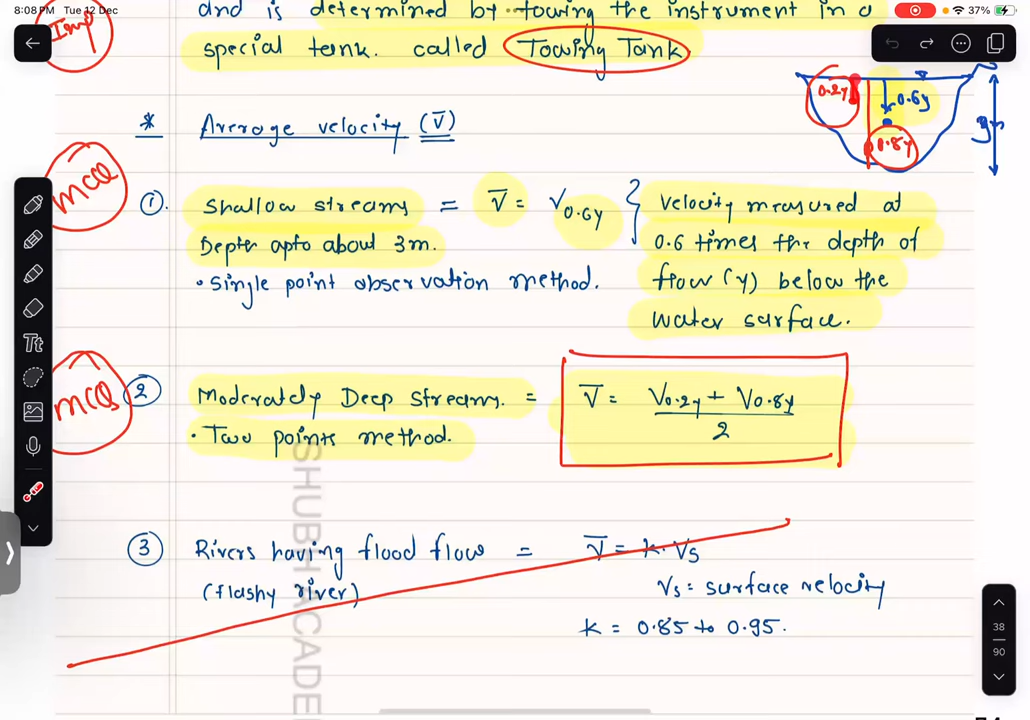 8:08 PM Tue 12 Dec
37%
and is determined by towing the instrument in a
Imp
special tank. called Towing Tank
0.2y
0.6y
0.8y
y
* Average velocity (V̅)
MCQ
①. Shallow streams = V̅ = V0.6y { Velocity measured at
Depth upto about 3m. 0.6 times the depth of
• Single point observation method. flow (y) below the
water surface.
MCQ
② Moderately Deep streams. = V̅ = V0.2y + V0.8y
• Two points method. 2
③ Rivers having flood flow = V̅ = k. Vs
(flashy river) Vs = surface velocity
k = 0.85 to 0.95.
SHUBH ACADE
Tt
38
90